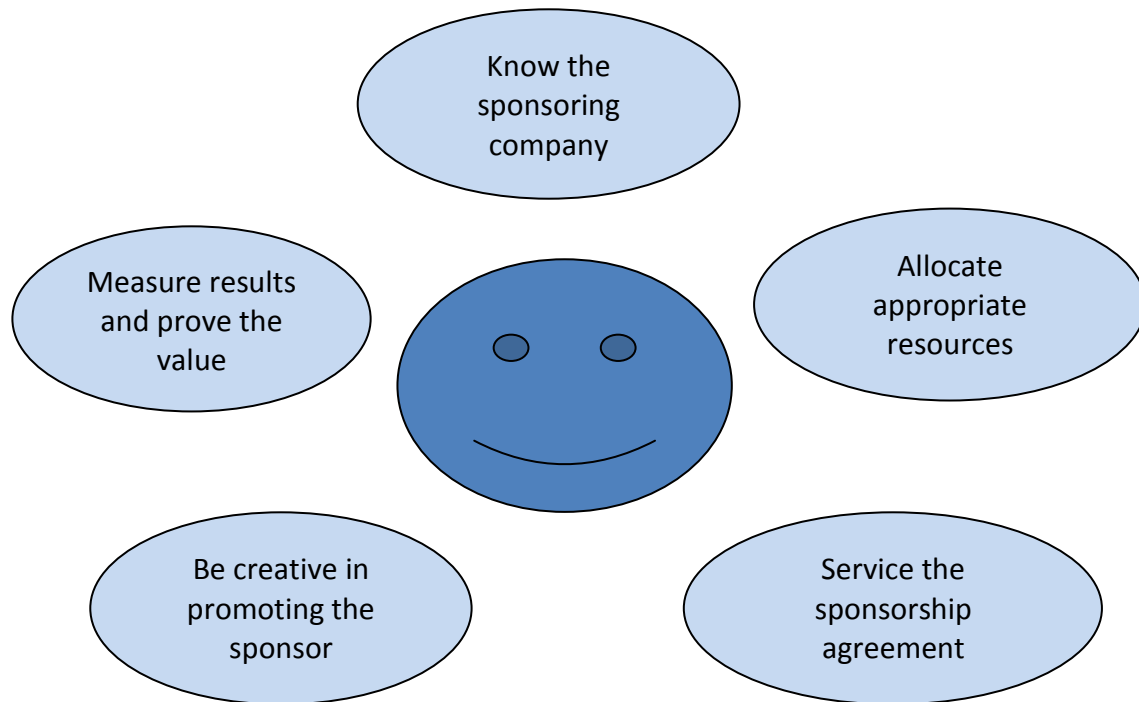 Know the
sponsoring
company
Allocate
appropriate
resources
Service the
sponsorship
agreement
Be creative in
promoting the
sponsor
Measure results
and prove the
value